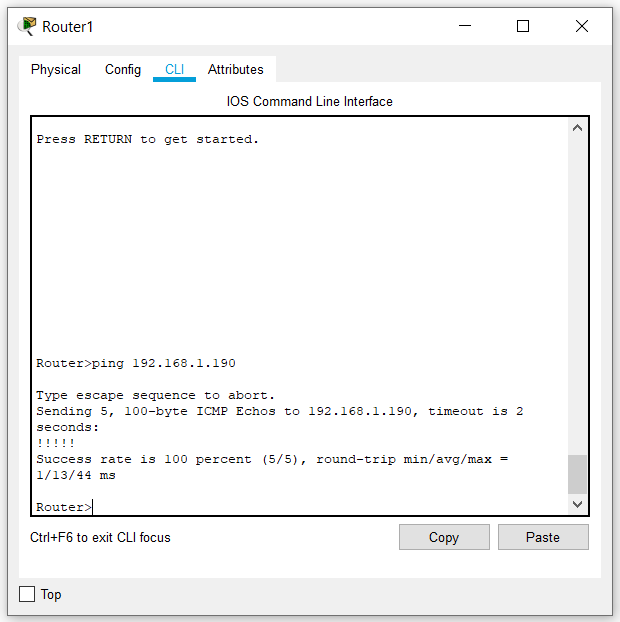 Router1
Physical Config CLI Attributes
IOS Command Line Interface
Press RETURN to get started.
Router>ping 192.168.1.190
Type escape sequence to abort.
Sending 5, 100-byte ICMP Echos to 192.168.1.190, timeout is 2
seconds:
!!!!!
Success rate is 100 percent (5/5), round-trip min/avg/max =
1/13/44 ms
Router>
Ctrl+F6 to exit CLI focus Copy Paste
Top